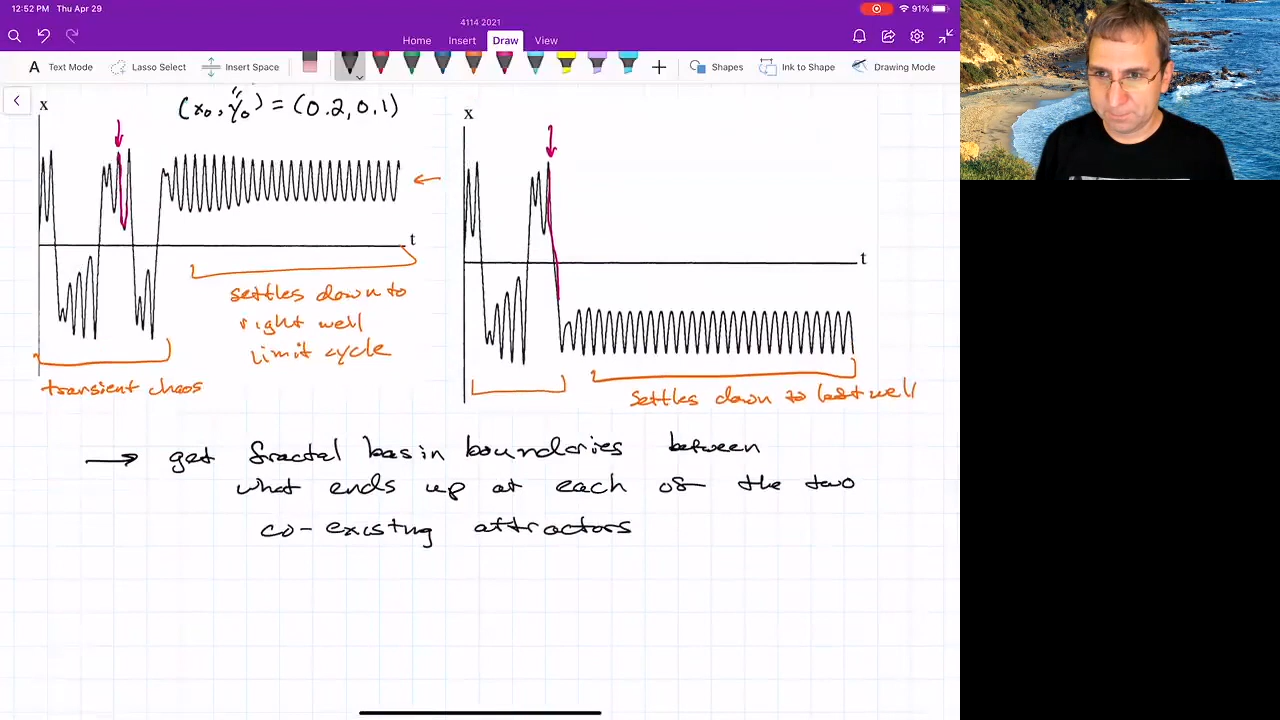 12:52 PM Thu Apr 29
91%
4114 2021
Home Insert Draw View
Text Mode Lasso Select Insert Space Shapes Ink to Shape Drawing Mode
x
(x₀, y₀) = (0.2, 0.1)
x
t
t
settles down to
right well
limit cycle
transient chaos
settles down to left well
→ get fractal basin boundaries between
what ends up at each of the two
co-existing attractors